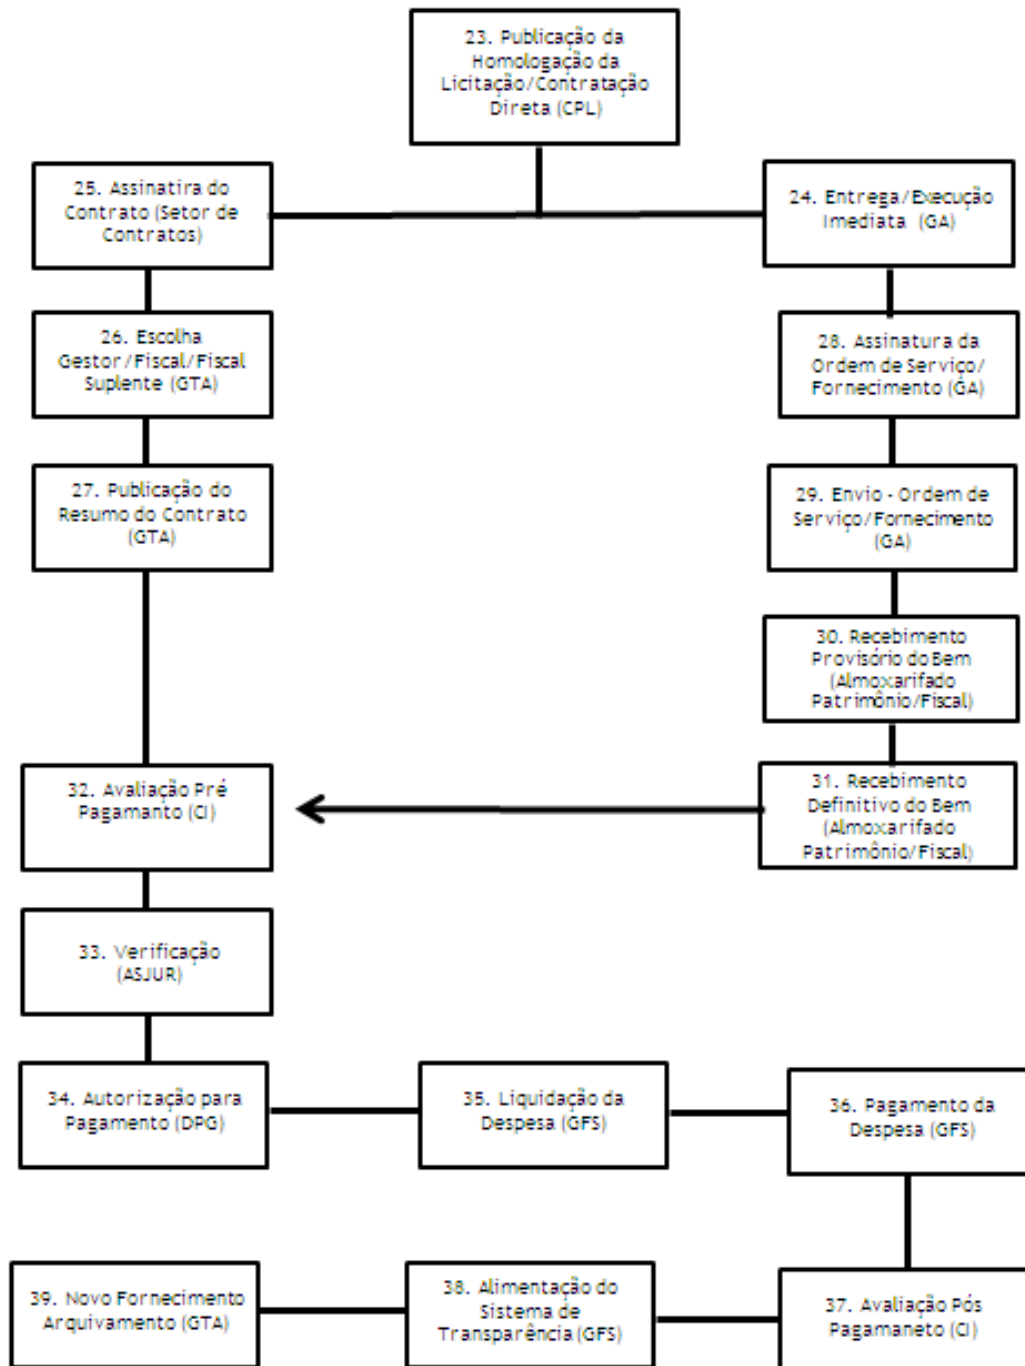 23. Publicação da
Homologação da
Licitação/Contratação
Direta (CPL)
25. Assinatira do
Contrato (Setor de
Contratos)
24. Entrega/Execução
Imediata (GA)
26. Escolha
Gestor/Fiscal/Fiscal
Suplente (GTA)
28. Assinatura da
Ordem de Serviço/
Fornecimento (GA)
27. Publicação do
Resumo do Contrato
(GTA)
29. Envio - Ordem de
Serviço/Fornecimento
(GA)
30. Recebimento
Provisório do Bem
(Almoxarifado
Patrimônio/Fiscal)
32. Avaliação Pré
Pagamanto (CI)
31. Recebimento
Definitivo do Bem
(Almoxarifado
Patrimônio/Fiscal)
33. Verificação
(ASJUR)
34. Autorização para
Pagamento (DPG)
35. Liquidação da
Despesa (GFS)
36. Pagamento da
Despesa (GFS)
39. Novo Fornecimento
Arquivamento (GTA)
38. Alimentação do
Sistema de
Transparência (GFS)
37. Avaliação Pós
Pagamaneto (CI)